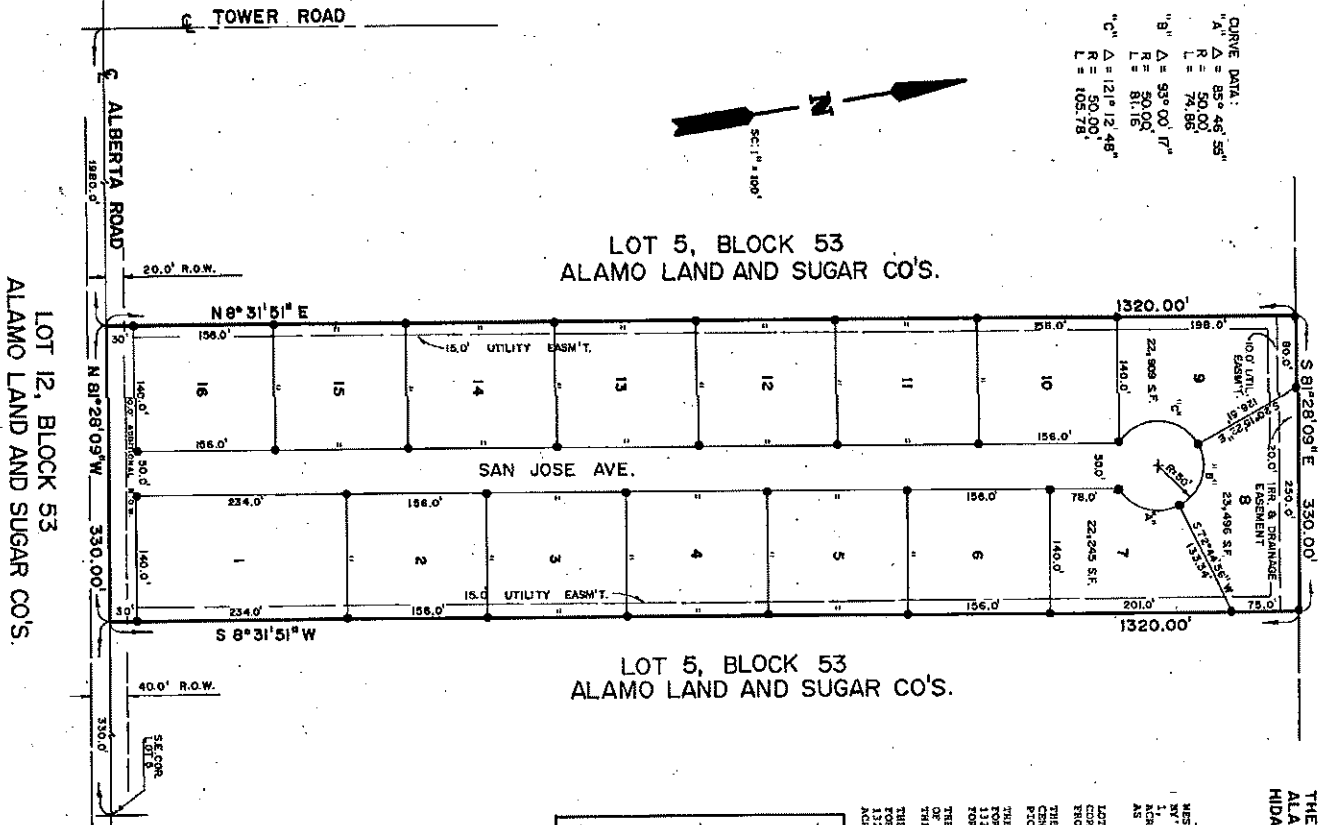 TOWER ROAD
ALBERTA ROAD
1980.0'
20.0' R.O.W.
CURVE DATA:
"A" Δ = 85° 46' 55"
R = 50.00'
L = 74.86'
"B" Δ = 93° 00' 17"
R = 50.00'
L = 81.16
"C" Δ = 121° 12' 48"
R = 50.00'
L = 105.78'
N
SC: 1" = 100'
LOT 5, BLOCK 53
ALAMO LAND AND SUGAR CO'S.
N 8° 31' 51" E
1320.00'
30'
156.0'
"
"
"
"
"
156.0'
198.0'
80.0'
15.0' UTILITY EASM'T.
10.0' UTIL. EASM'T.
S 81° 28' 09" E
330.00'
250.0'
140.0'
16
"
15
"
14
"
13
"
12
"
11
"
10
140.0'
22,909 S.F.
9
"C"
156.0'
"
"
"
"
156.0'
50.0'
SAN JOSE AVE.
50.0'
R=50'
"B"
"A"
20.0' IRR. & DRAINAGE EASEMENT
8
23,496 S.F.
S 72° 44' 56" W
133.34'
234.0'
156.0'
"
"
"
156.0'
78.0'
140.0'
1
"
2
"
3
"
4
"
5
"
6
140.0'
22,245 S.F.
7
30'
234.0'
156.0'
15.0' UTILITY EASM'T.
"
"
"
156.0'
201.0'
75.0'
S 8° 31' 51" W
1320.00'
N 81° 28' 09" W
330.00'
LOT 5, BLOCK 53
ALAMO LAND AND SUGAR CO'S.
LOT 12, BLOCK 53
ALAMO LAND AND SUGAR CO'S.
40.0' R.O.W.
330.0'
S.E. COR.
THE
ALA
HIDA